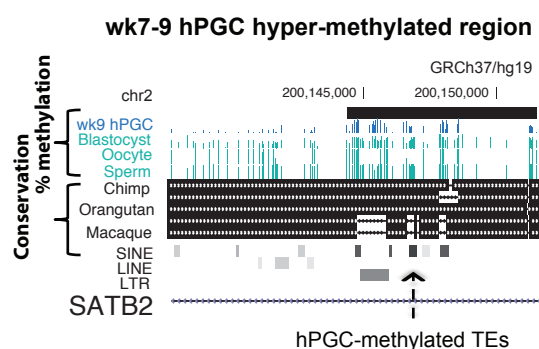 wk7-9 hPGC hyper-methylated region
GRCh37/hg19
chr2 200,145,000 200,150,000
Conservation % methylation
wk9 hPGC
Blastocyst
Oocyte
Sperm
Chimp
Orangutan
Macaque
SINE
LINE
LTR
SATB2
hPGC-methylated TEs